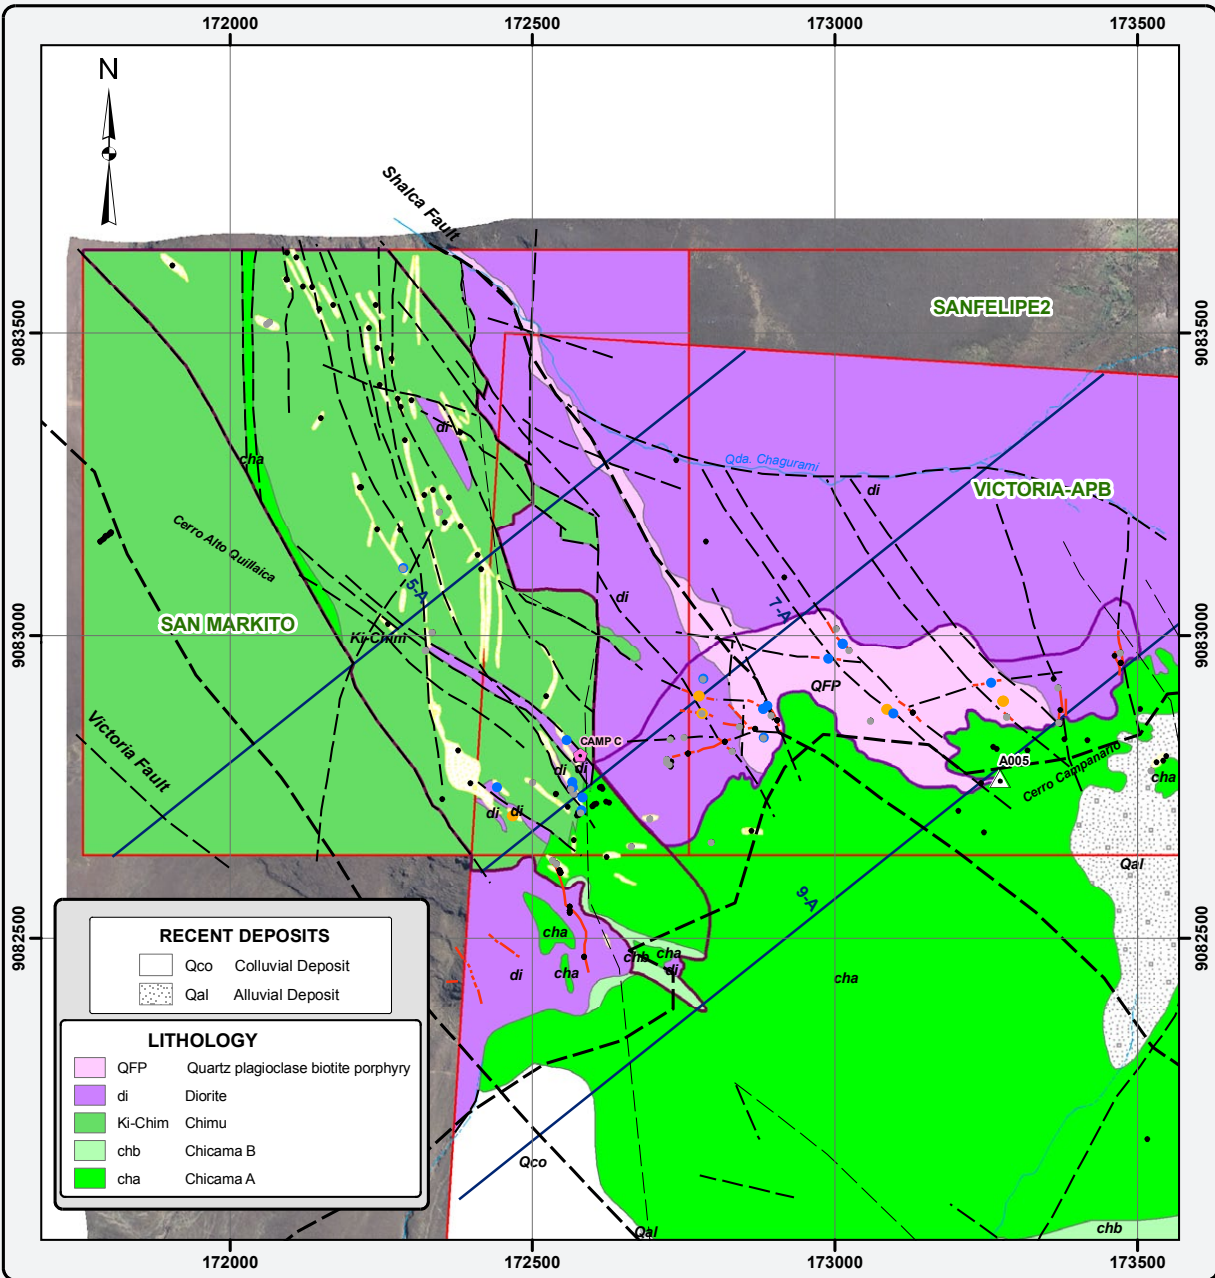 172000
172500
173000
173500
N
Shalca Fault
SANFELIPE2
9083500
9083500
di
Qda. Chagurami
cha
di
VICTORIA-APB
Cerro Alto Quillaica
5-A
di
7-A
SAN MARKITO
Ki-Chim
9083000
9083000
QFP
Victoria Fault
CAMP C
di
di
A005
Cerro Campanario
cha
di
di
Qal
9-A
RECENT DEPOSITS
Qco Colluvial Deposit
Qal Alluvial Deposit
cha
cha
di
chb
cha
di
cha
9082500
9082500
LITHOLOGY
QFP Quartz plagioclase biotite porphyry
di Diorite
Ki-Chim Chimu
chb Chicama B
cha Chicama A
Qco
Qal
chb
172000
172500
173000
173500